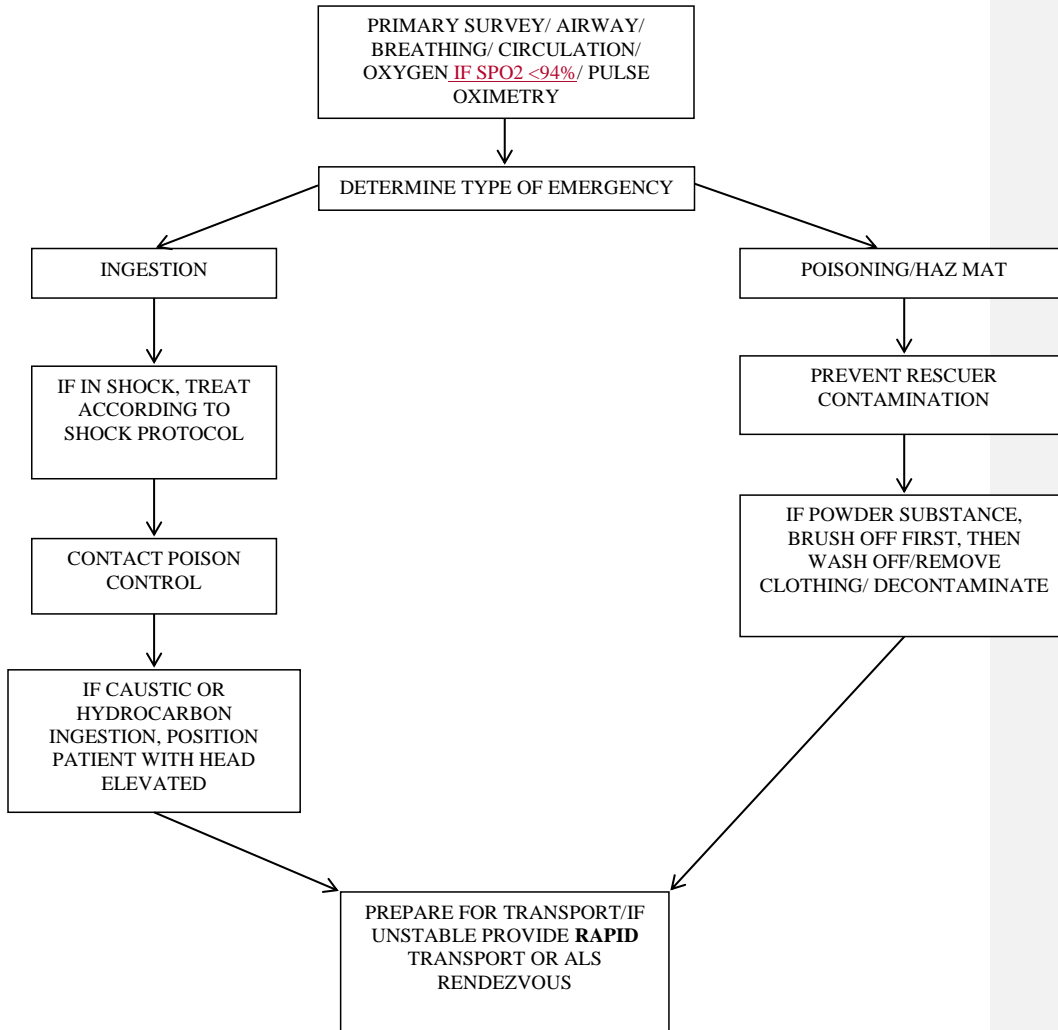 PRIMARY SURVEY/ AIRWAY/
BREATHING/ CIRCULATION/
OXYGEN IF SPO2 <94%/ PULSE
OXIMETRY
DETERMINE TYPE OF EMERGENCY
INGESTION
IF IN SHOCK, TREAT
ACCORDING TO
SHOCK PROTOCOL
CONTACT POISON
CONTROL
IF CAUSTIC OR
HYDROCARBON
INGESTION, POSITION
PATIENT WITH HEAD
ELEVATED
POISONING/HAZ MAT
PREVENT RESCUER
CONTAMINATION
IF POWDER SUBSTANCE,
BRUSH OFF FIRST, THEN
WASH OFF/REMOVE
CLOTHING/ DECONTAMINATE
PREPARE FOR TRANSPORT/IF
UNSTABLE PROVIDE RAPID
TRANSPORT OR ALS
RENDEZVOUS